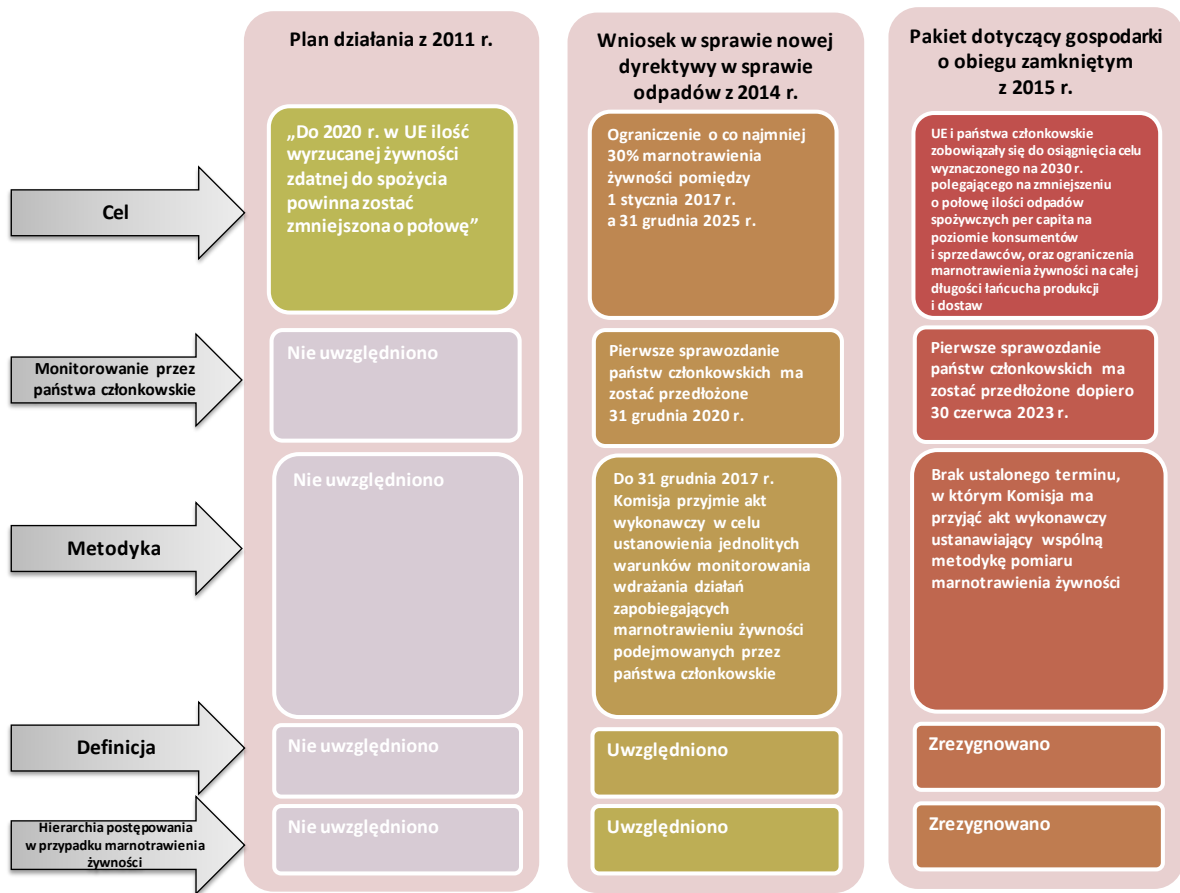 Plan działania z 2011 r.
Wniosek w sprawie nowej
dyrektywy w sprawie
odpadów z 2014 r.
Pakiet dotyczący gospodarki
o obiegu zamkniętym
z 2015 r.
Cel
„Do 2020 r. w UE ilość
wyrzucanej żywności
zdatnej do spożycia
powinna zostać
zmniejszona o połowę”
Ograniczenie o co najmniej
30% marnotrawienia
żywności pomiędzy
1 stycznia 2017 r.
a 31 grudnia 2025 r.
UE i państwa członkowskie
zobowiązały się do osiągnięcia celu
wyznaczonego na 2030 r.
polegającego na zmniejszeniu
o połowę ilości odpadów
spożywczych per capita na
poziomie konsumentów
i sprzedawców, oraz ograniczenia
marnotrawienia żywności na całej
długości łańcucha produkcji
i dostaw
Monitorowanie przez
państwa członkowskie
Nie uwzględniono
Pierwsze sprawozdanie
państw członkowskich ma
zostać przedłożone
31 grudnia 2020 r.
Pierwsze sprawozdanie
państw członkowskich ma
zostać przedłożone dopiero
30 czerwca 2023 r.
Metodyka
Nie uwzględniono
Do 31 grudnia 2017 r.
Komisja przyjmie akt
wykonawczy w celu
ustanowienia jednolitych
warunków monitorowania
wdrażania działań
zapobiegających
marnotrawieniu żywności
podejmowanych przez
państwa członkowskie
Brak ustalonego terminu,
w którym Komisja ma
przyjąć akt wykonawczy
ustanawiający wspólną
metodykę pomiaru
marnotrawienia żywności
Definicja
Nie uwzględniono
Uwzględniono
Zrezygnowano
Hierarchia postępowania
w przypadku marnotrawienia
żywności
Nie uwzględniono
Uwzględniono
Zrezygnowano